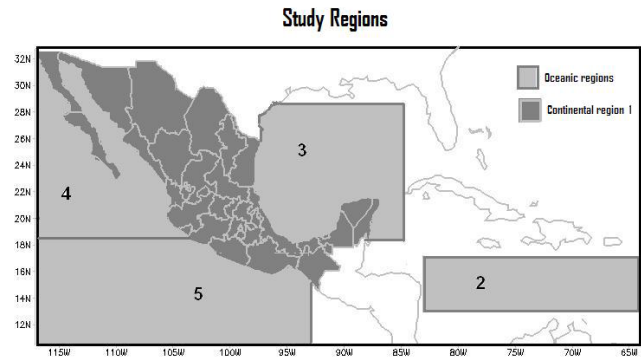 Study Regions
32N
30N
28N
26N
24N
22N
20N
18N
16N
14N
12N
Oceanic regions
Continental region 1
3
4
2
5
115W
110W
105W
100W
95W
90W
85W
80W
75W
70W
65W